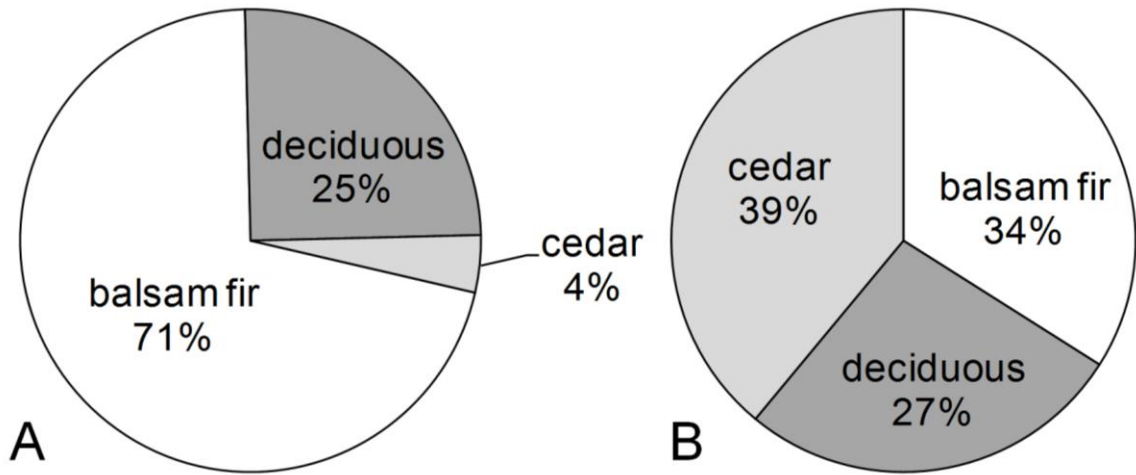 deciduous
25%
cedar
4%
balsam fir
71%
A
cedar
39%
balsam fir
34%
deciduous
27%
B